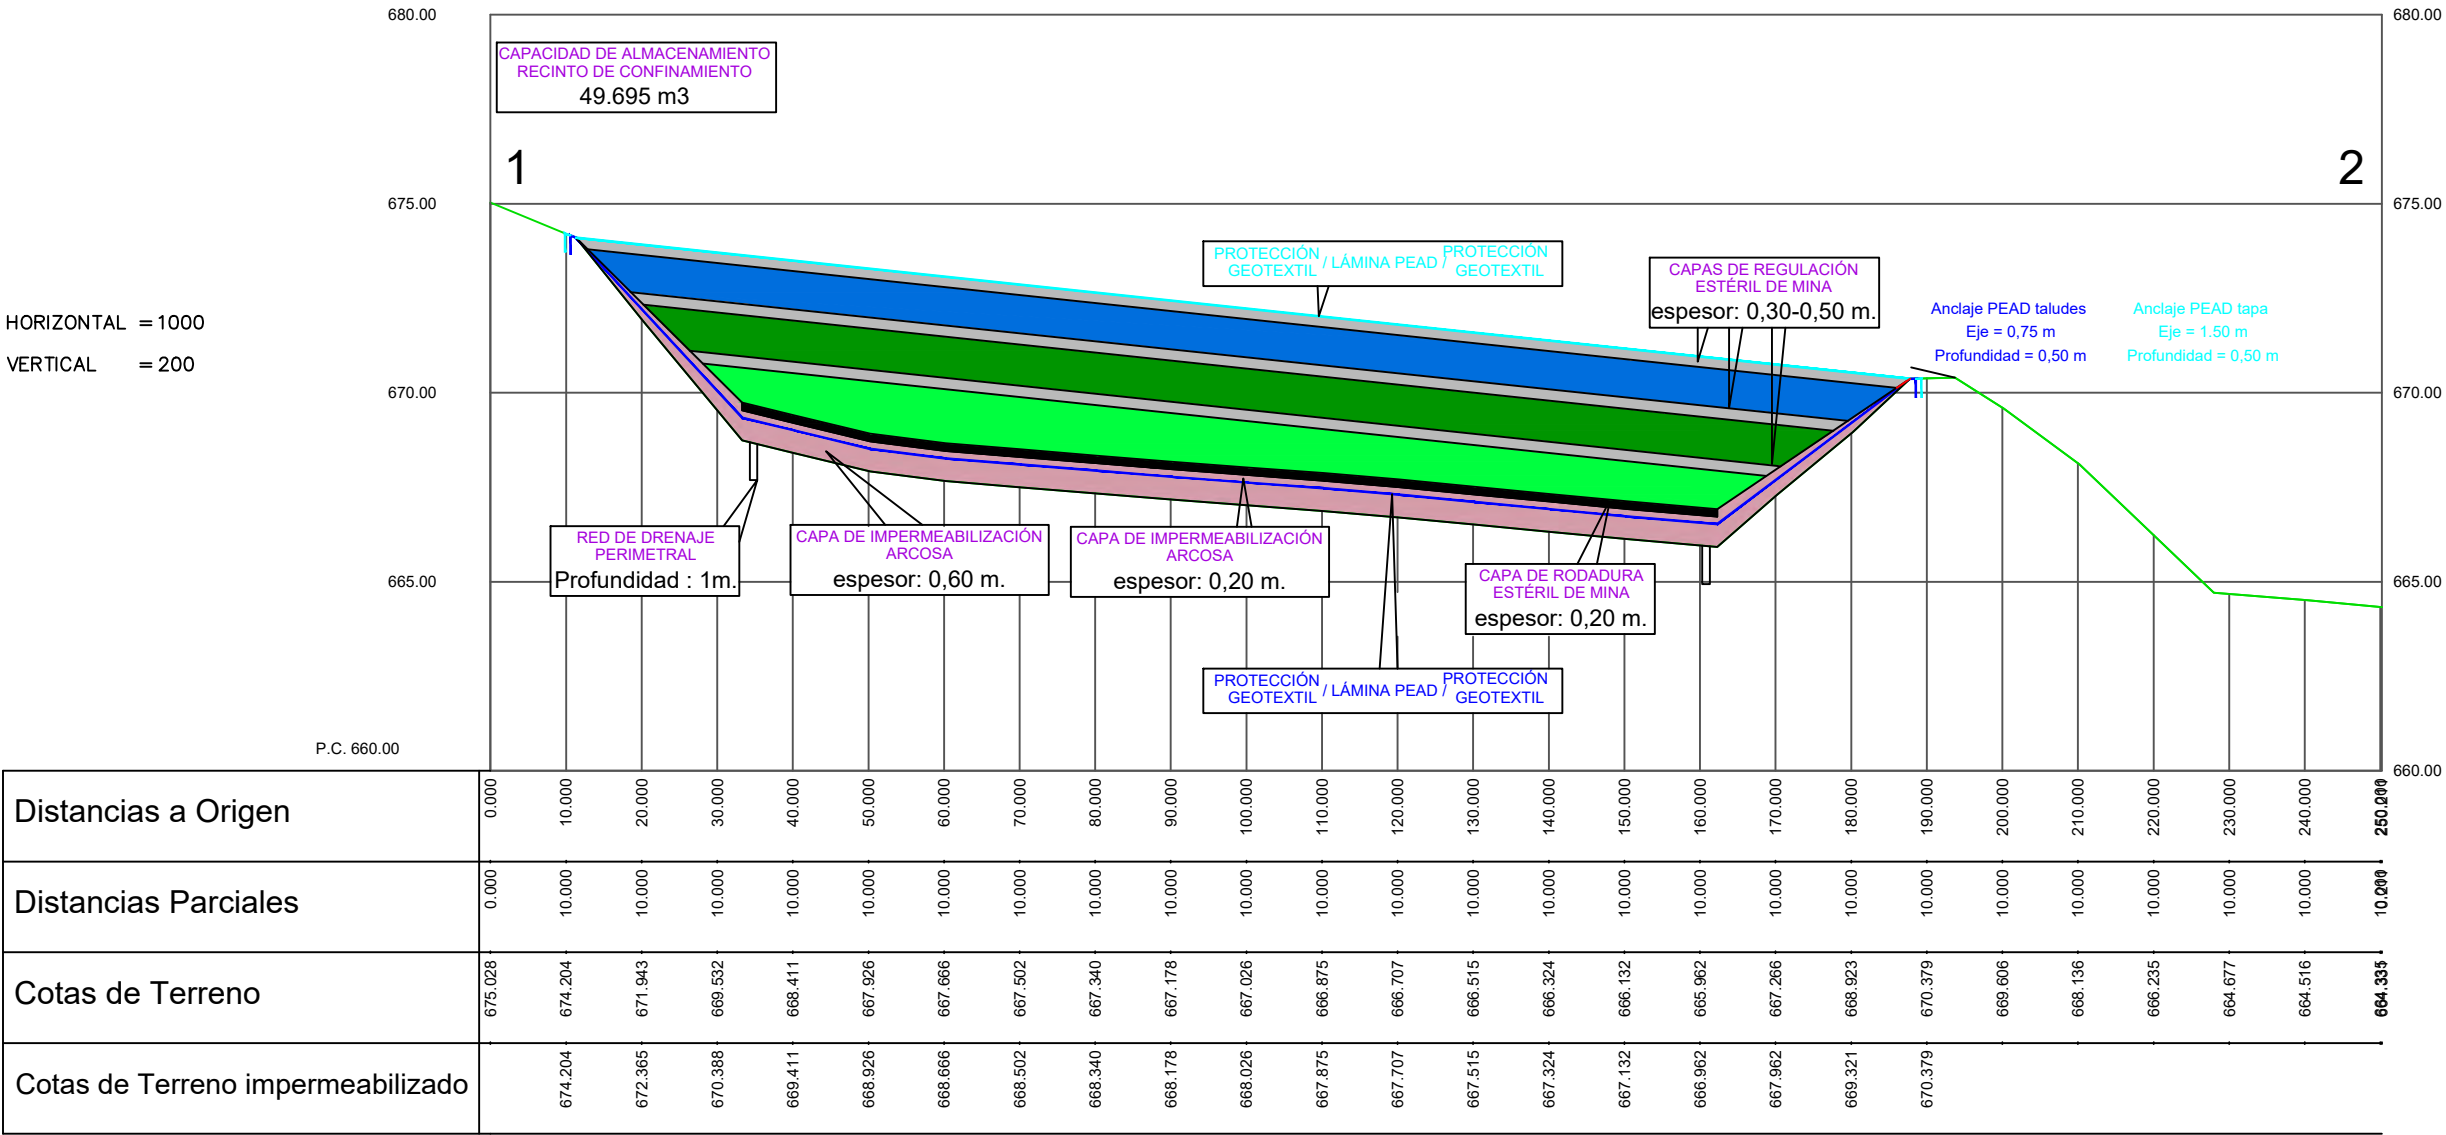 680.00
680.00
CAPACIDAD DE ALMACENAMIENTO
RECINTO DE CONFINAMIENTO
49.695 m3
1
2
675.00
675.00
PROTECCIÓN GEOTEXTIL / LÁMINA PEAD / PROTECCIÓN GEOTEXTIL
CAPAS DE REGULACIÓN
ESTÉRIL DE MINA
espesor: 0,30-0,50 m.
HORIZONTAL = 1000
VERTICAL = 200
Anclaje PEAD taludes
Eje = 0,75 m
Profundidad = 0,50 m
Anclaje PEAD tapa
Eje = 1.50 m
Profundidad = 0,50 m
670.00
670.00
RED DE DRENAJE
PERIMETRAL
Profundidad : 1m.
CAPA DE IMPERMEABILIZACIÓN
ARCOSA
espesor: 0,60 m.
CAPA DE IMPERMEABILIZACIÓN
ARCOSA
espesor: 0,20 m.
CAPA DE RODADURA
ESTÉRIL DE MINA
espesor: 0,20 m.
665.00
665.00
PROTECCIÓN GEOTEXTIL / LÁMINA PEAD / PROTECCIÓN GEOTEXTIL
P.C. 660.00
660.00
Distancias a Origen 0.000 10.000 20.000 30.000 40.000 50.000 60.000 70.000 80.000 90.000 100.000 110.000 120.000 130.000 140.000 150.000 160.000 170.000 180.000 190.000 200.000 210.000 220.000 230.000 240.000
Distancias Parciales 0.000 10.000 10.000 10.000 10.000 10.000 10.000 10.000 10.000 10.000 10.000 10.000 10.000 10.000 10.000 10.000 10.000 10.000 10.000 10.000 10.000 10.000 10.000 10.000 10.000
Cotas de Terreno 675.028 674.204 671.943 669.532 668.411 667.926 667.666 667.502 667.340 667.178 667.026 666.875 666.707 666.515 666.324 666.132 665.962 667.266 668.923 670.379 669.606 668.136 666.235 664.677 664.516
Cotas de Terreno impermeabilizado 674.204 672.365 670.388 669.411 668.926 668.666 668.502 668.340 668.178 668.026 667.875 667.707 667.515 667.324 667.132 666.962 667.962 669.321 670.379